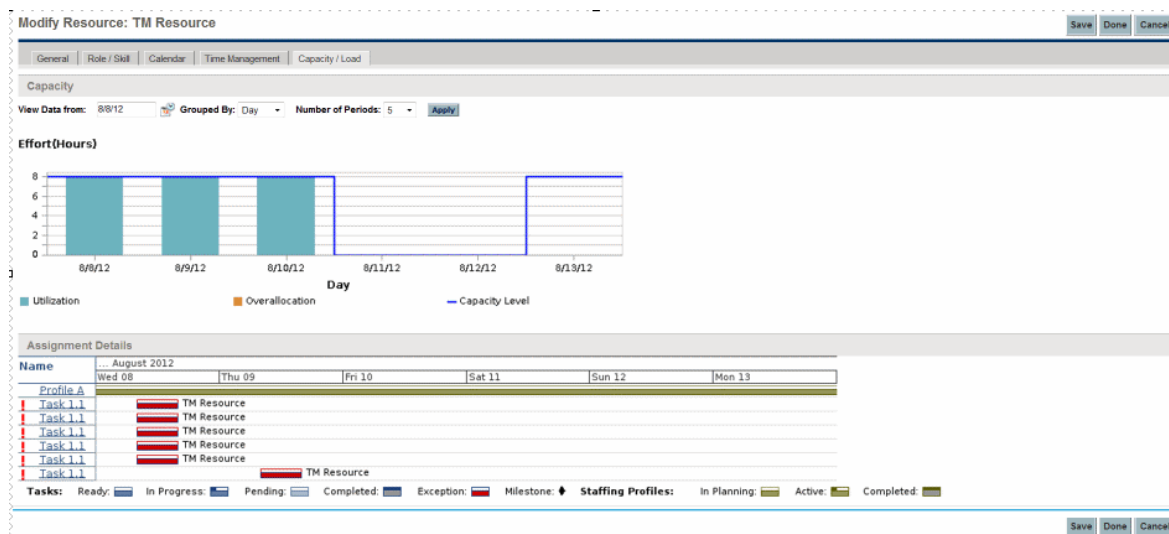 Modify Resource: TM Resource
Save Done Cancel
General Role / Skill Calendar Time Management Capacity / Load
Capacity
View Data from: 8/8/12 Grouped By: Day Number of Periods: 5 Apply
Effort(Hours)
8
6
4
2
0
8/8/12 8/9/12 8/10/12 8/11/12 8/12/12 8/13/12
Day
Utilization Overallocation Capacity Level
Assignment Details
Name ... August 2012
Wed 08 Thu 09 Fri 10 Sat 11 Sun 12 Mon 13
Profile A
! Task 1.1 TM Resource
! Task 1.1 TM Resource
! Task 1.1 TM Resource
! Task 1.1 TM Resource
! Task 1.1 TM Resource
! Task 1.1 TM Resource
Tasks: Ready: In Progress: Pending: Completed: Exception: Milestone: Staffing Profiles: In Planning: Active: Completed:
Save Done Cancel